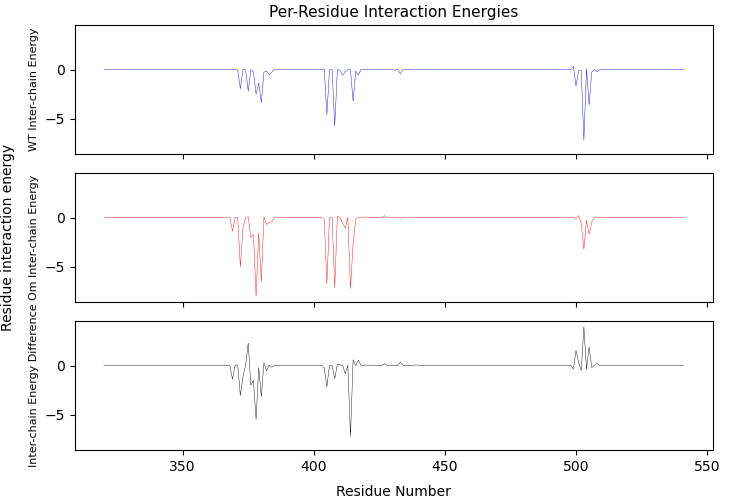 Per-Residue Interaction Energies
Residue interaction energy
WT Inter-chain Energy
0
−5
Om Inter-chain Energy
0
−5
Inter-chain Energy Difference
0
−5
350
400
450
500
550
Residue Number